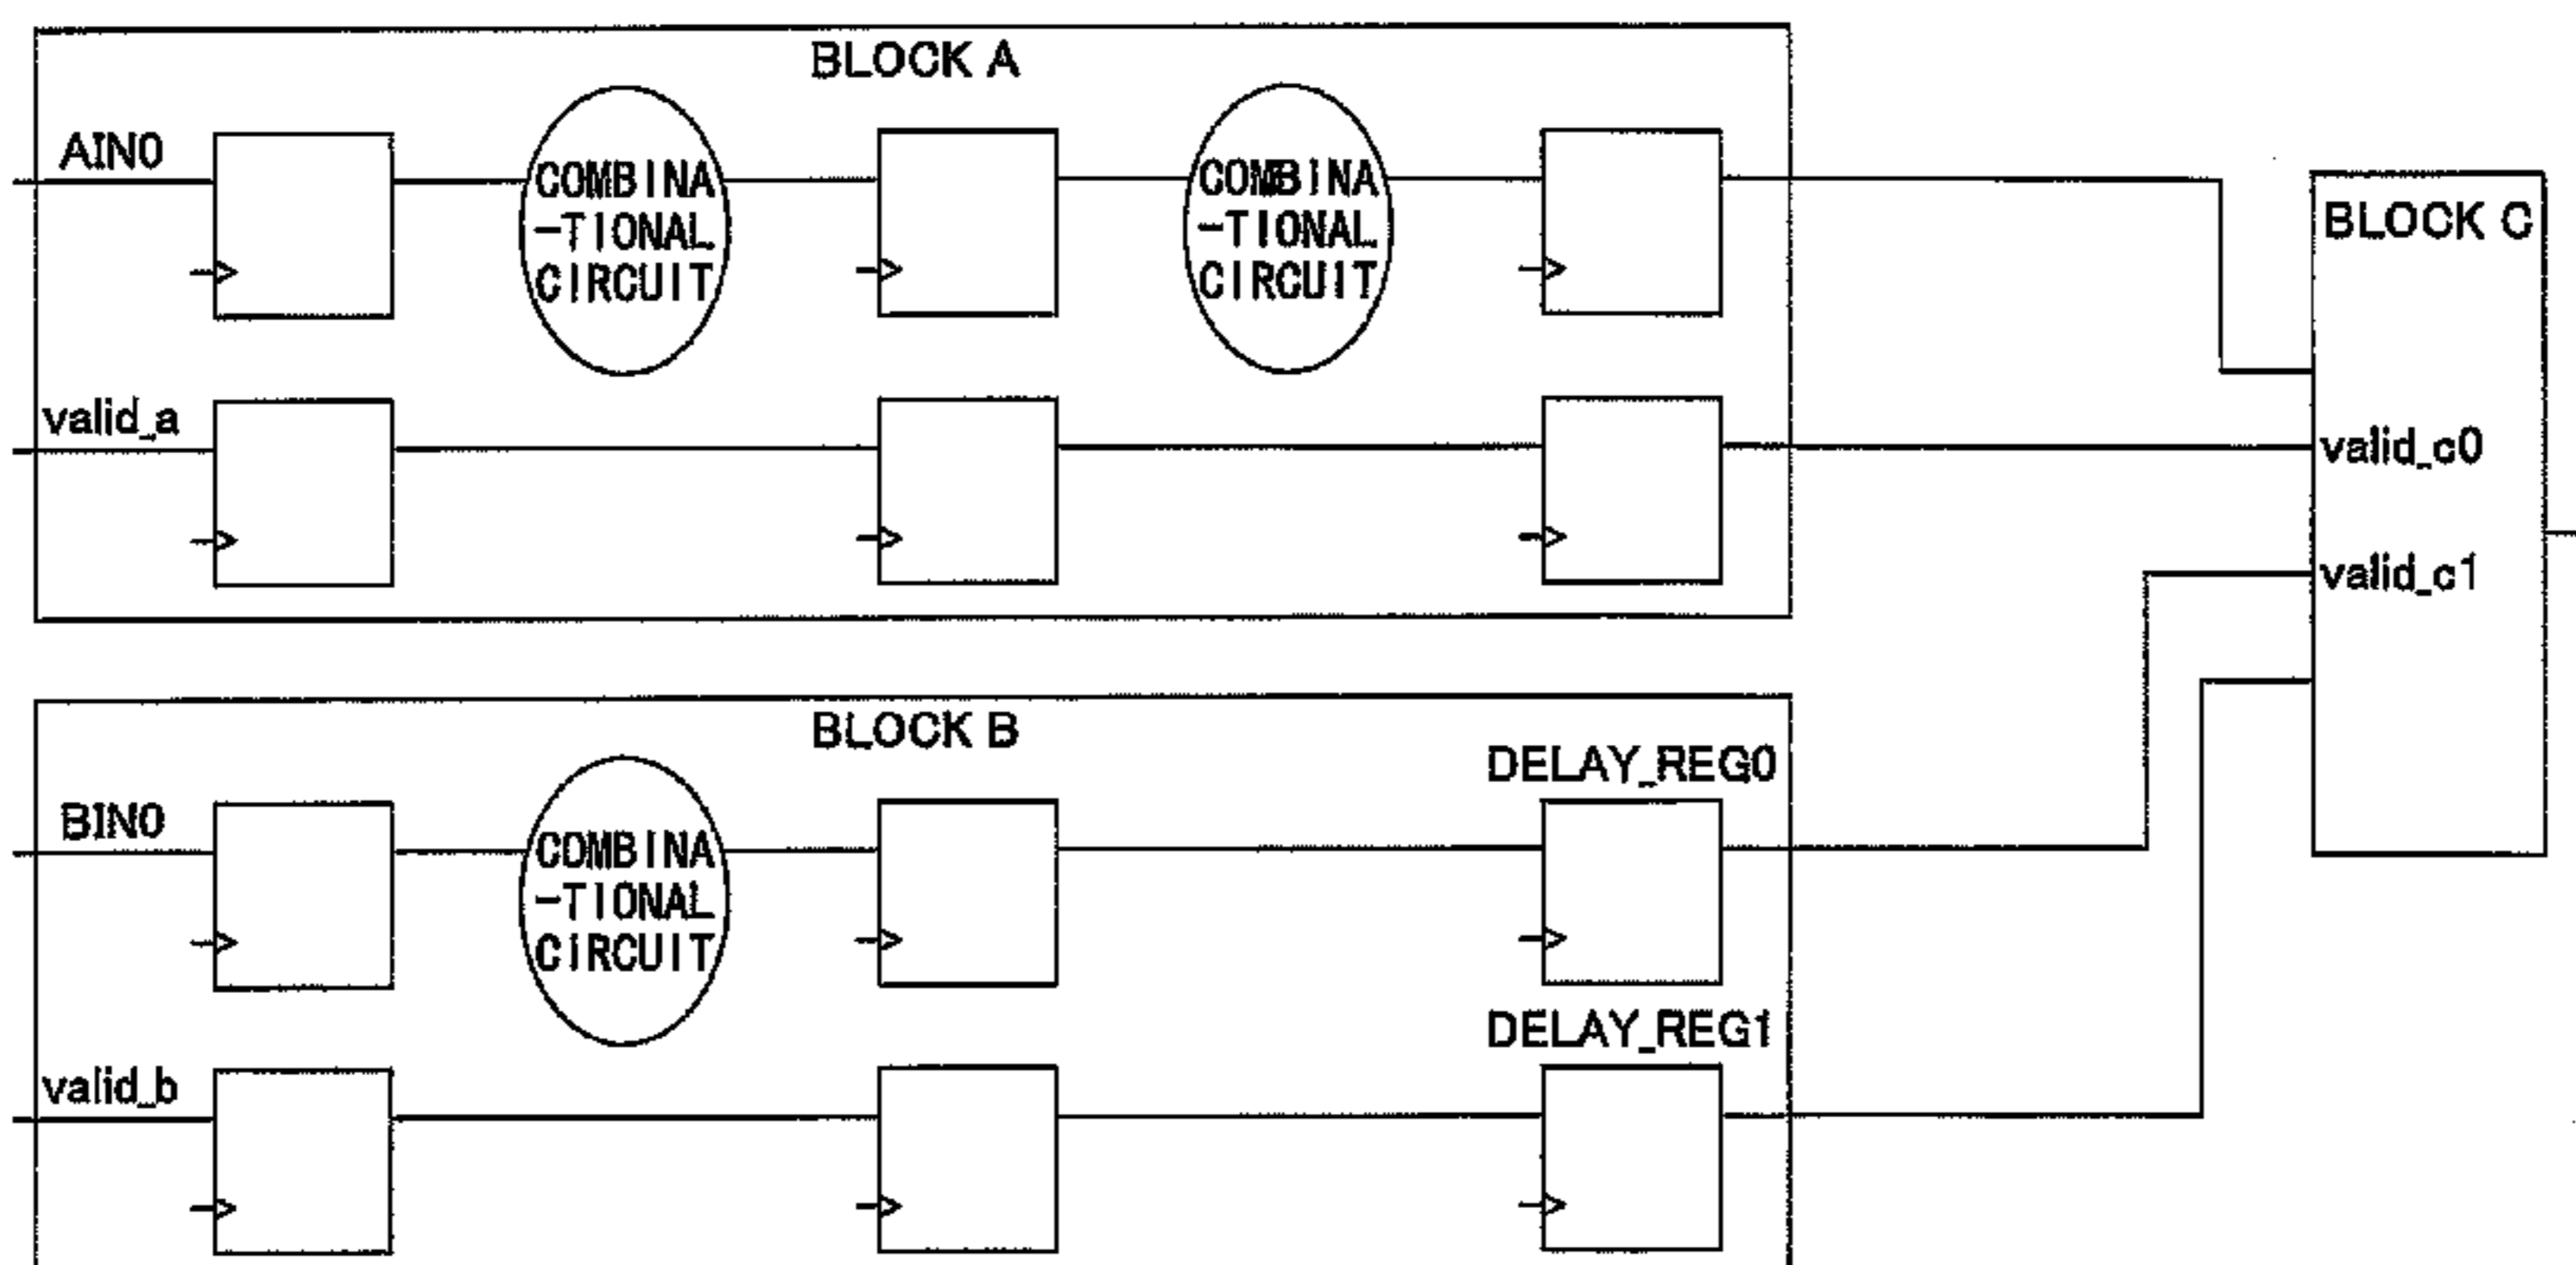 BLOCK A
AIN0
COMBINA
-TIONAL
CIRCUIT
COMBINA
-TIONAL
CIRCUIT
BLOCK C
valid_a
valid_c0
valid_c1
BLOCK B
DELAY_REG0
BIN0
COMBINA
-TIONAL
CIRCUIT
DELAY_REG1
valid_b